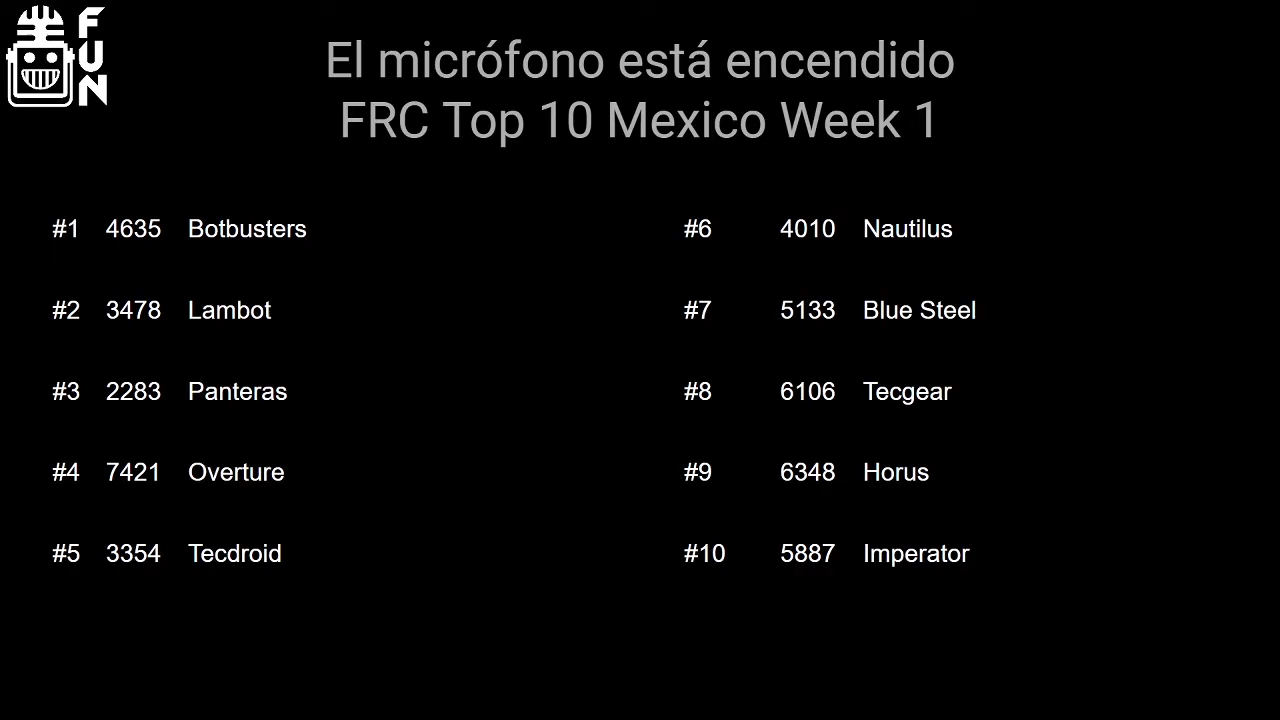 FUN
El micrófono está encendido
FRC Top 10 Mexico Week 1
#1 4635 Botbusters
#2 3478 Lambot
#3 2283 Panteras
#4 7421 Overture
#5 3354 Tecdroid
#6 4010 Nautilus
#7 5133 Blue Steel
#8 6106 Tecgear
#9 6348 Horus
#10 5887 Imperator